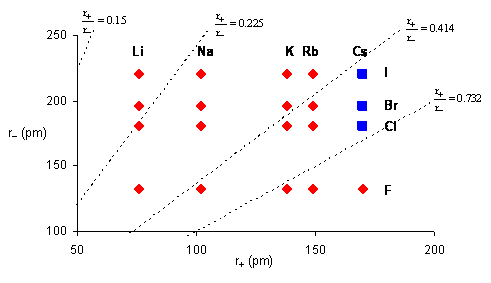 r₊/r₋ = 0.15
r₊/r₋ = 0.225
r₊/r₋ = 0.414
250
Li Na K Rb Cs
I
r₊/r₋ = 0.732
200
Br
Cl
r₋ (pm)
150
F
100
50 100 150 200
r₊ (pm)